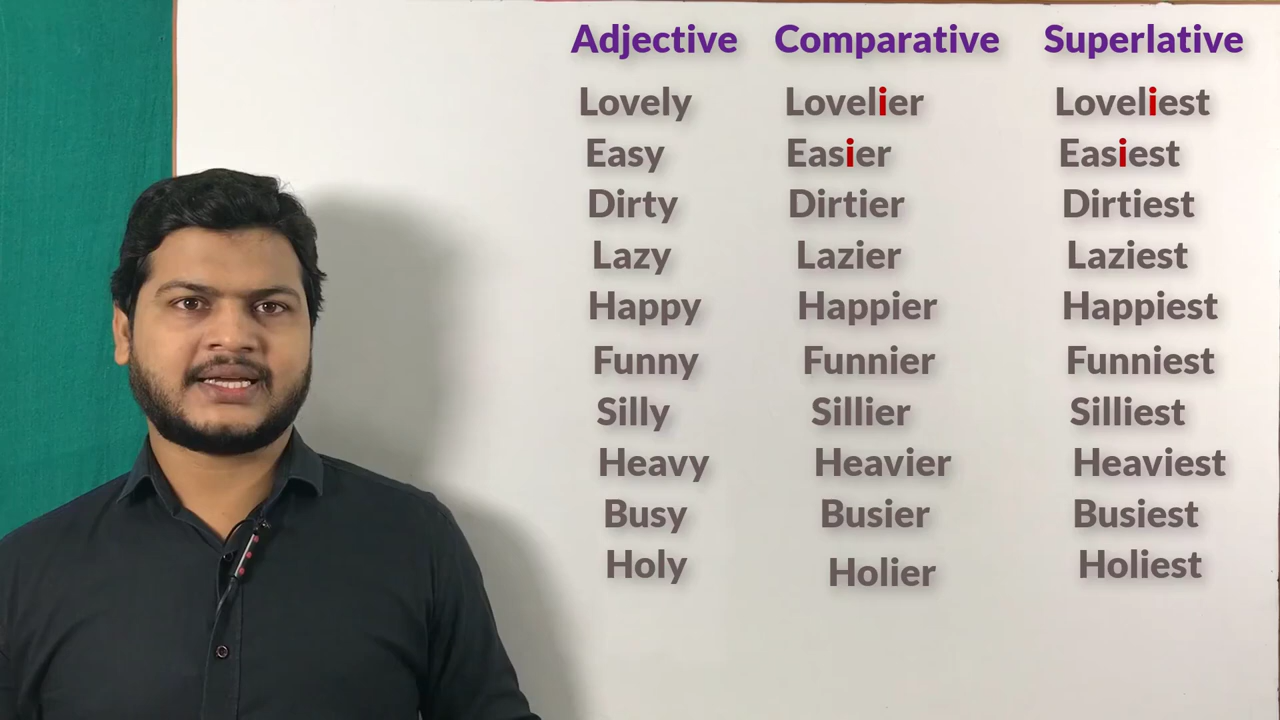 Adjective Comparative Superlative
Lovely Lovelier Loveliest
Easy Easier Easiest
Dirty Dirtier Dirtiest
Lazy Lazier Laziest
Happy Happier Happiest
Funny Funnier Funniest
Silly Sillier Silliest
Heavy Heavier Heaviest
Busy Busier Busiest
Holy Holier Holiest